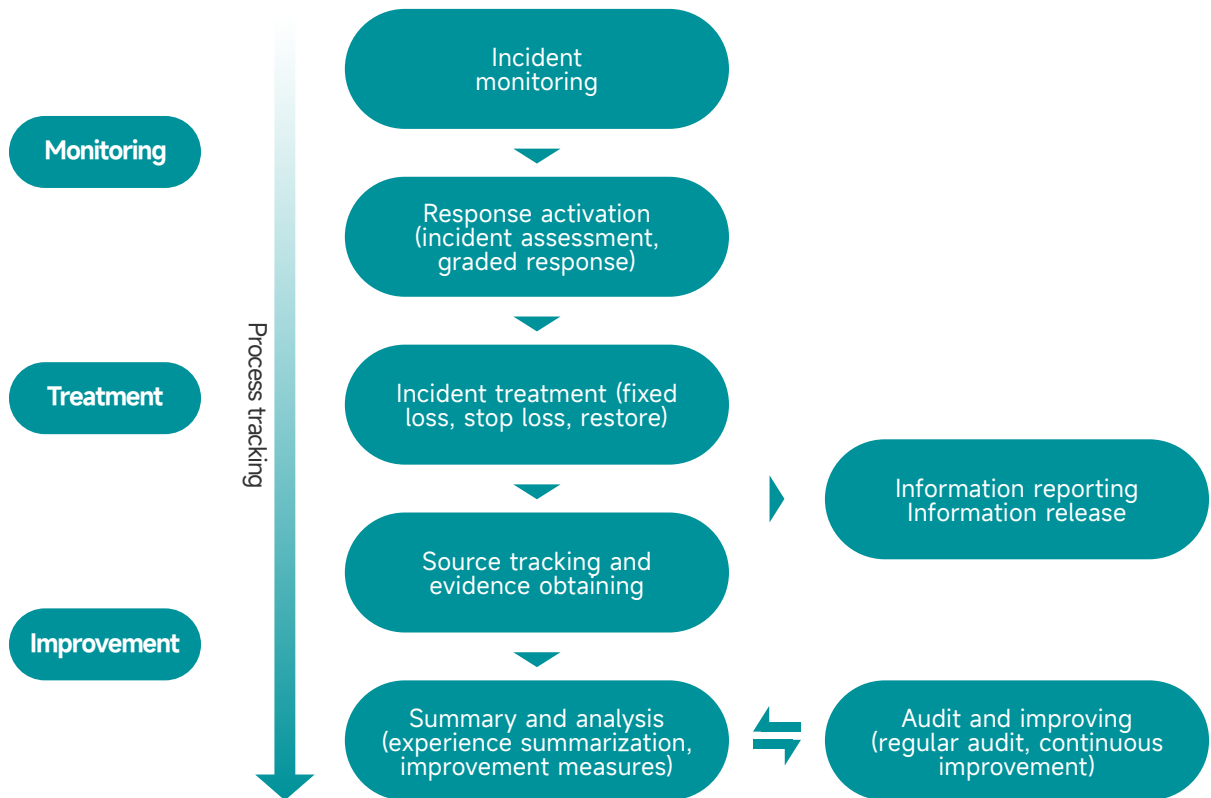 Monitoring
Treatment
Improvement
Process tracking
Incident
monitoring
Response activation
(incident assessment,
graded response)
Incident treatment (fixed
loss, stop loss, restore)
Source tracking and
evidence obtaining
Summary and analysis
(experience summarization,
improvement measures)
Information reporting
Information release
Audit and improving
(regular audit, continuous
improvement)